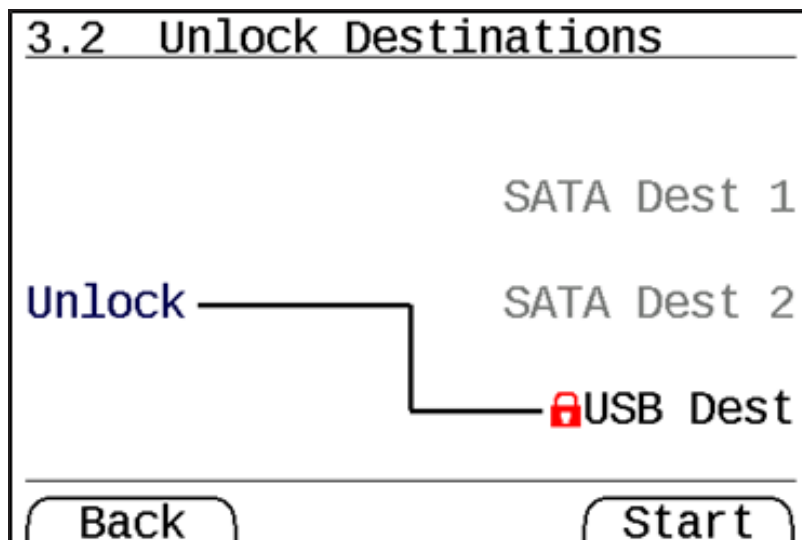 3.2 Unlock Destinations
SATA Dest 1
Unlock SATA Dest 2
USB Dest
Back Start